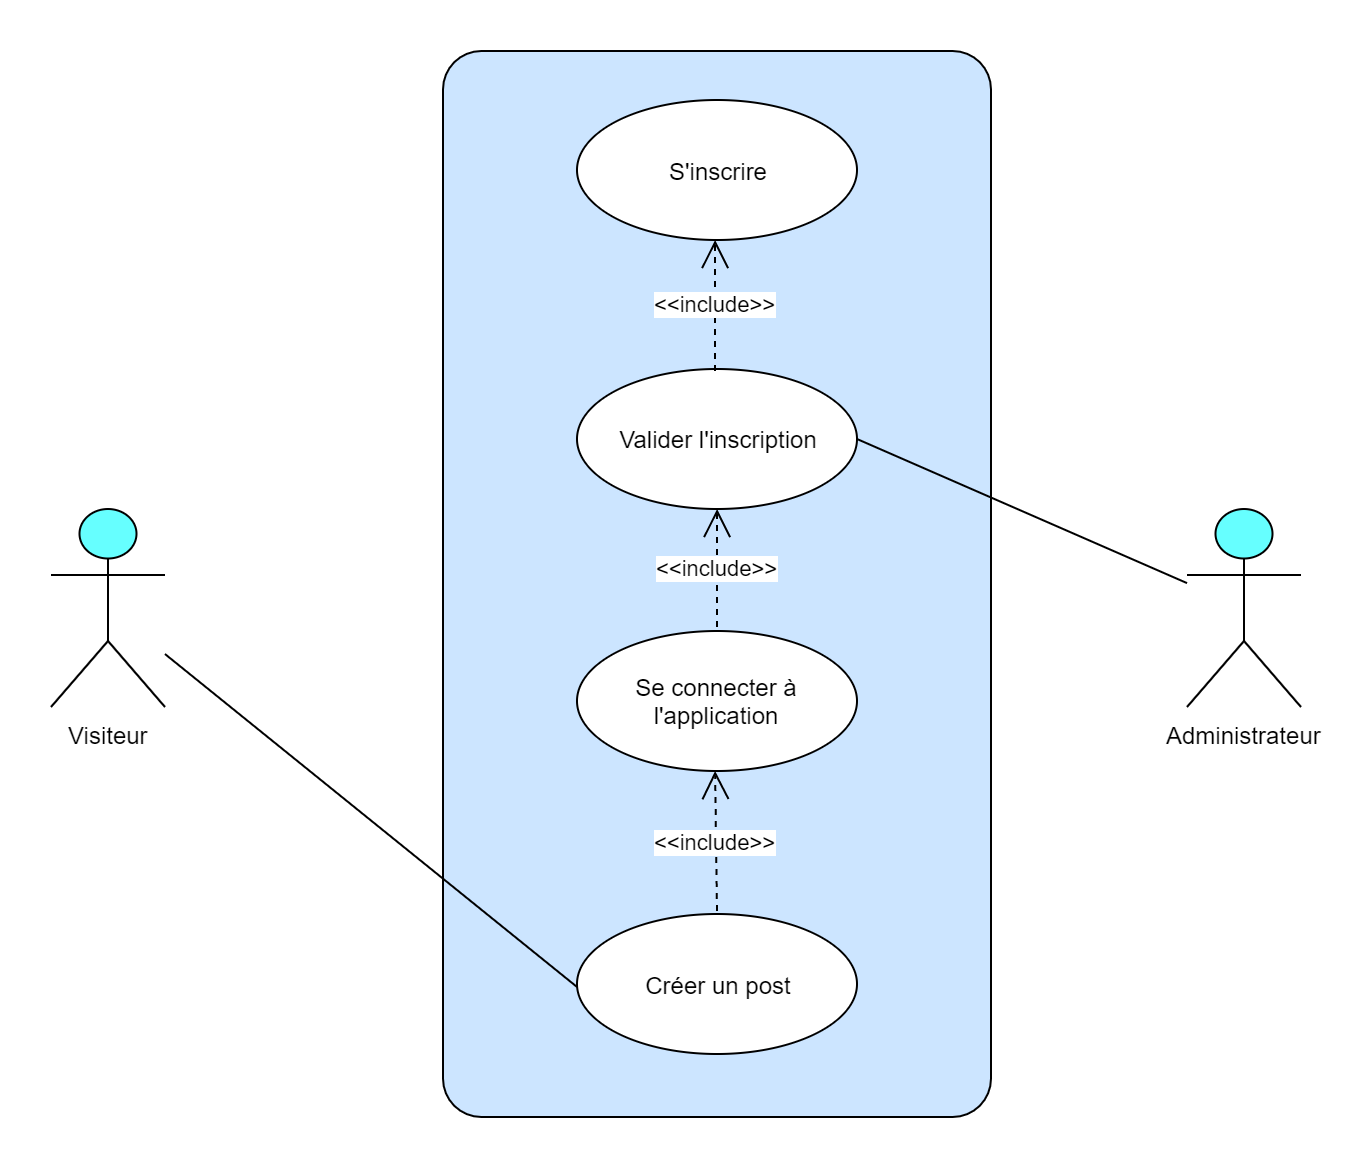 S'inscrire
<<include>>
Valider l'inscription
<<include>>
Se connecter à
l'application
Visiteur
Administrateur
<<include>>
Créer un post